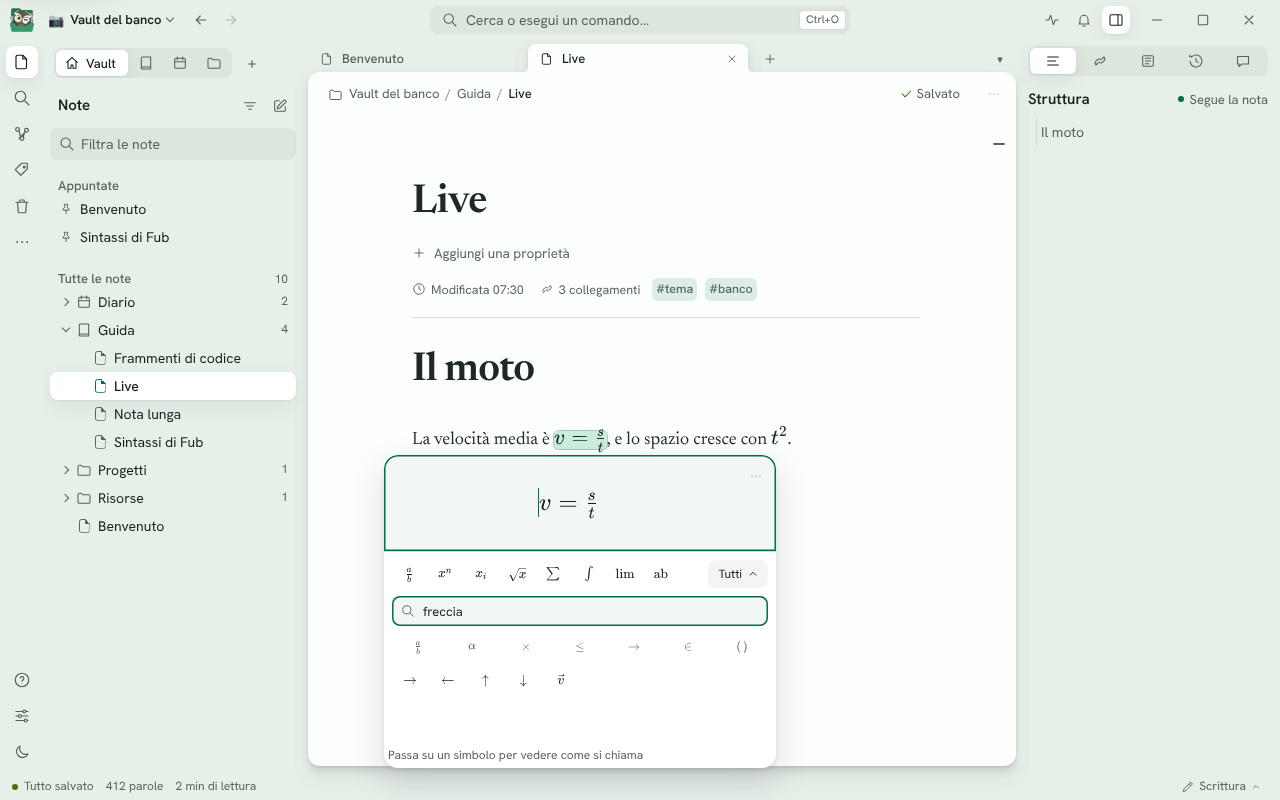 Vault del banco
Cerca o esegui un comando...
Ctrl+O
Vault
Note
Filtra le note
Appuntate
Benvenuto
Sintassi di Fub
Tutte le note 10
Diario 2
Guida 4
Frammenti di codice
Live
Nota lunga
Sintassi di Fub
Progetti 1
Risorse 1
Benvenuto
Benvenuto
Live
Vault del banco / Guida / Live
Salvato
Live
Aggiungi una proprietà
Modificata 07:30 3 collegamenti #tema #banco
Il moto
La velocità media è v = s/t, e lo spazio cresce con t².
v = s/t
a/b xⁿ xᵢ √x ∑ ∫ lim ab Tutti
freccia
a/b α × ≤ → ∈ ( )
→ ← ↑ ↓ v⃗
Passa su un simbolo per vedere come si chiama
Struttura
Segue la nota
Il moto
Tutto salvato 412 parole 2 min di lettura
Scrittura